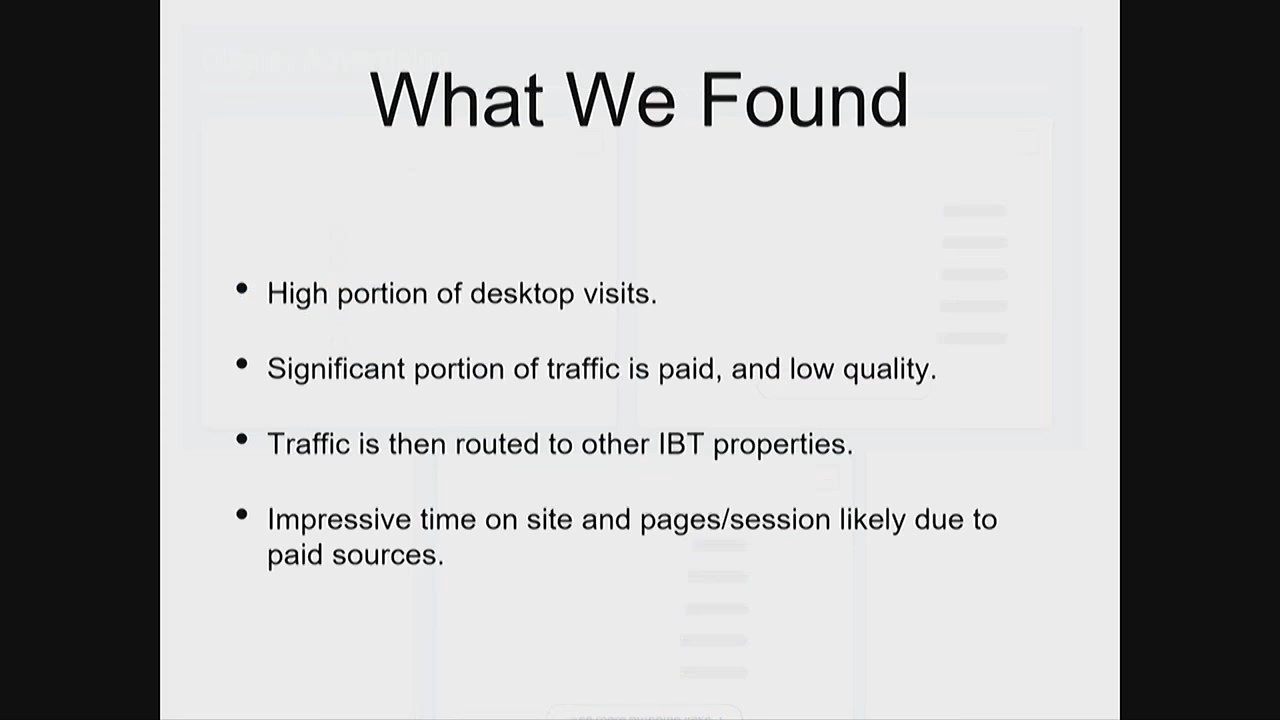 What We Found
• High portion of desktop visits.
• Significant portion of traffic is paid, and low quality.
• Traffic is then routed to other IBT properties.
• Impressive time on site and pages/session likely due to
paid sources.